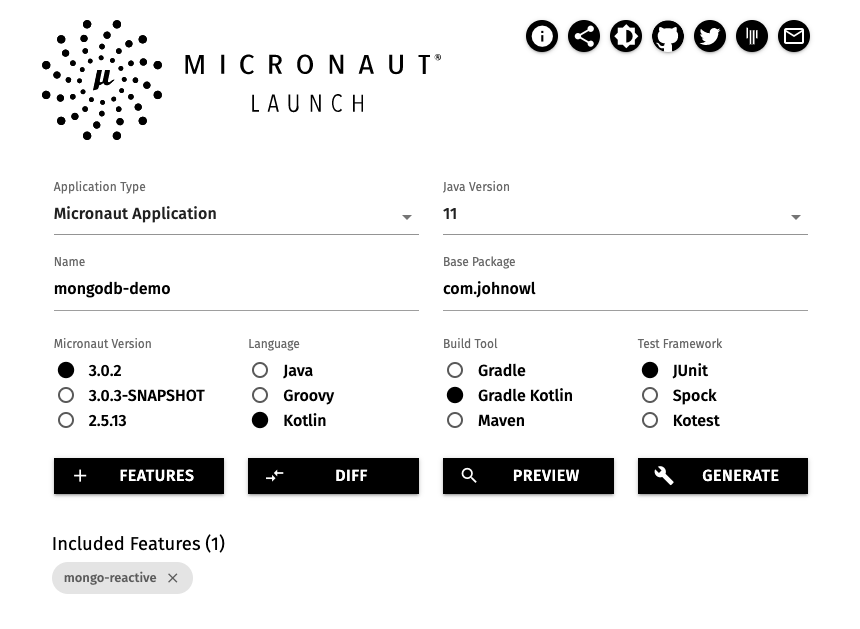 μ
MICRONAUT®
LAUNCH
Application Type
Micronaut Application
Java Version
11
Name
mongodb-demo
Base Package
com.johnowl
Micronaut Version
3.0.2
3.0.3-SNAPSHOT
2.5.13
Language
Java
Groovy
Kotlin
Build Tool
Gradle
Gradle Kotlin
Maven
Test Framework
JUnit
Spock
Kotest
FEATURES
DIFF
PREVIEW
GENERATE
Included Features (1)
mongo-reactive